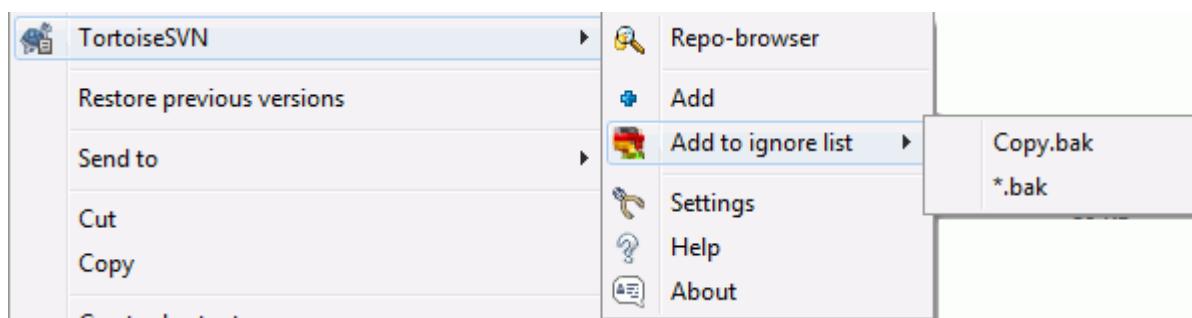 TortoiseSVN
Restore previous versions
Send to
Cut
Copy
Repo-browser
Add
Add to ignore list
Settings
Help
About
Copy.bak
*.bak